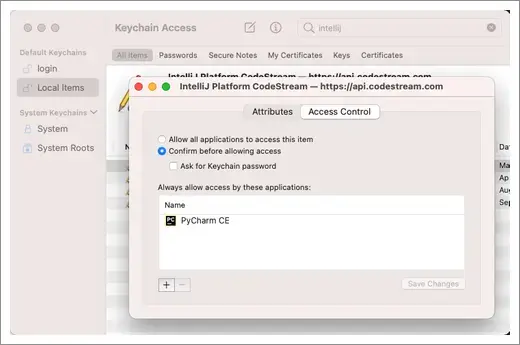 Keychain Access
intellij
Default Keychains
login
Local Items
System Keychains
System
System Roots
All Items
Passwords
Secure Notes
My Certificates
Keys
Certificates
IntelliJ Platform CodeStream — https://api.codestream.com
IntelliJ Platform CodeStream — https://api.codestream.com
Attributes
Access Control
Allow all applications to access this item
Confirm before allowing access
Ask for Keychain password
Always allow access by these applications:
Name
PC PyCharm CE
+ −
Save Changes
N
Da
Ma
Ap
Au
Sep